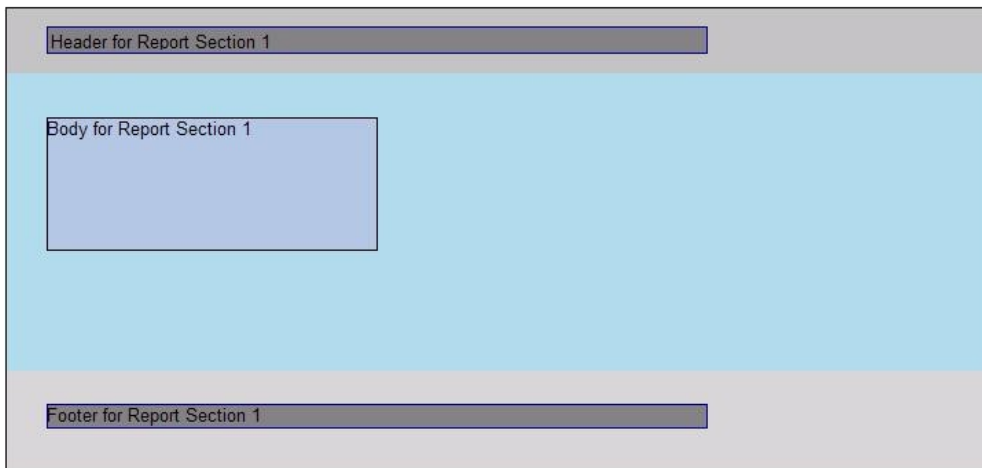 Header for Report Section 1
Body for Report Section 1
Footer for Report Section 1